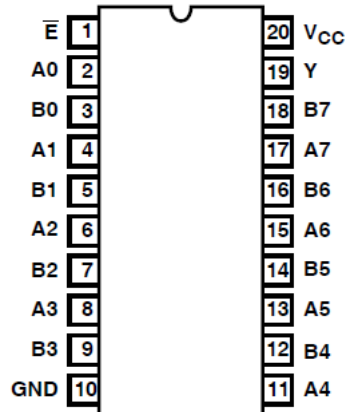 E̅ 1 20 VCC
A0 2 19 Y
B0 3 18 B7
A1 4 17 A7
B1 5 16 B6
A2 6 15 A6
B2 7 14 B5
A3 8 13 A5
B3 9 12 B4
GND 10 11 A4